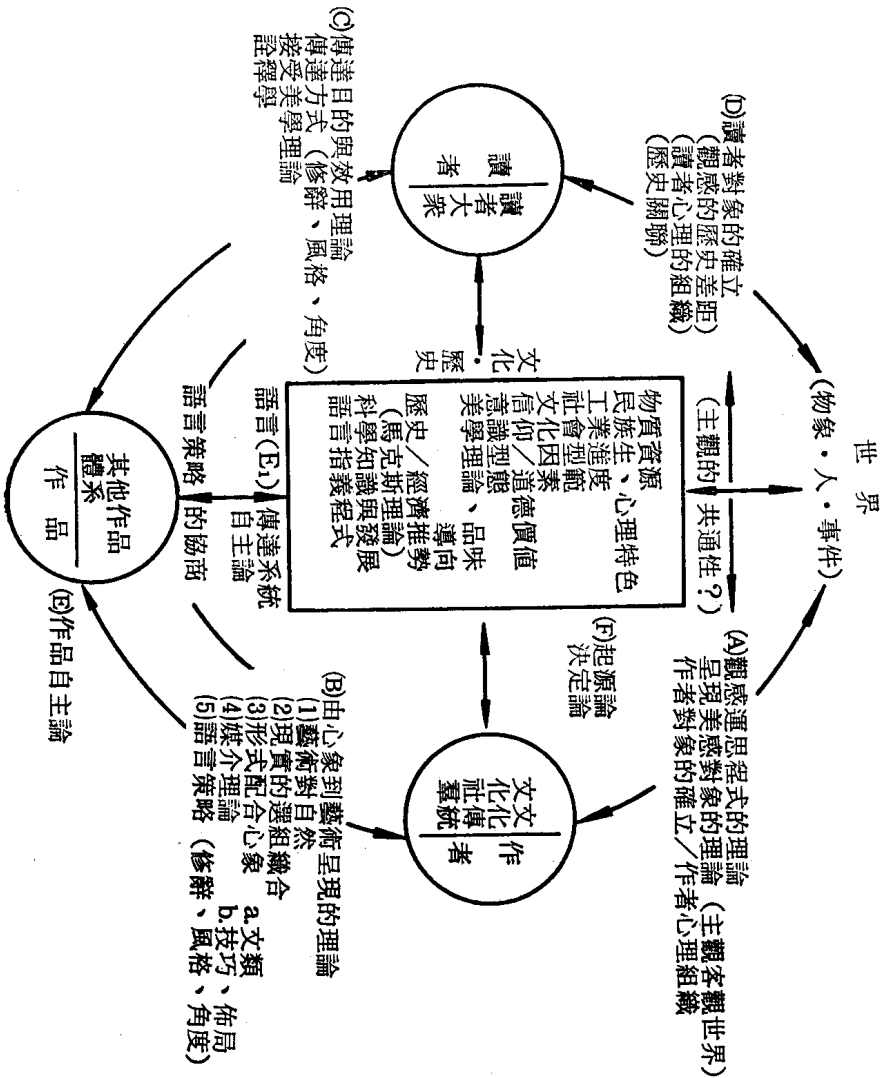 世界
(物象・人・事件)
(主觀的 共通性?)
(A)觀感運思程式的理論
呈現美感對象的理論(主觀客觀世界)
作者對象的確立/作者心理組織
(D)讀者對象的確立
(觀感的歷史差距)
(讀者心理的組織)
(歷史關聯)
讀者
讀者大衆
文化・歷史
物質資源
民族生、心理特色
工業進度
社會型範
文化因素
信仰/道德價值
意識型態
美學理論、品味
導向
歷史/經濟推勢
(馬克斯理論)
科學知識與發展
語言指義程式
(F)起源論
決定論
作者
文化傳統
文化社羣
(B)由心象到藝術呈現的理論
(1)藝術對自然
(2)現實的選組織合
(3)形式配合心象
(4)媒介理論
a.文類
b.技巧、佈局
(5)語言策略(修辭、風格、角度)
(C)傳達目的與效用理論
傳達方式(修辭、風格、角度)
接受美學理論
詮釋學
語言(E₁)傳達系統
自主論
語言策略 的協商
其他作品
體系
作品
(E)作品自主論